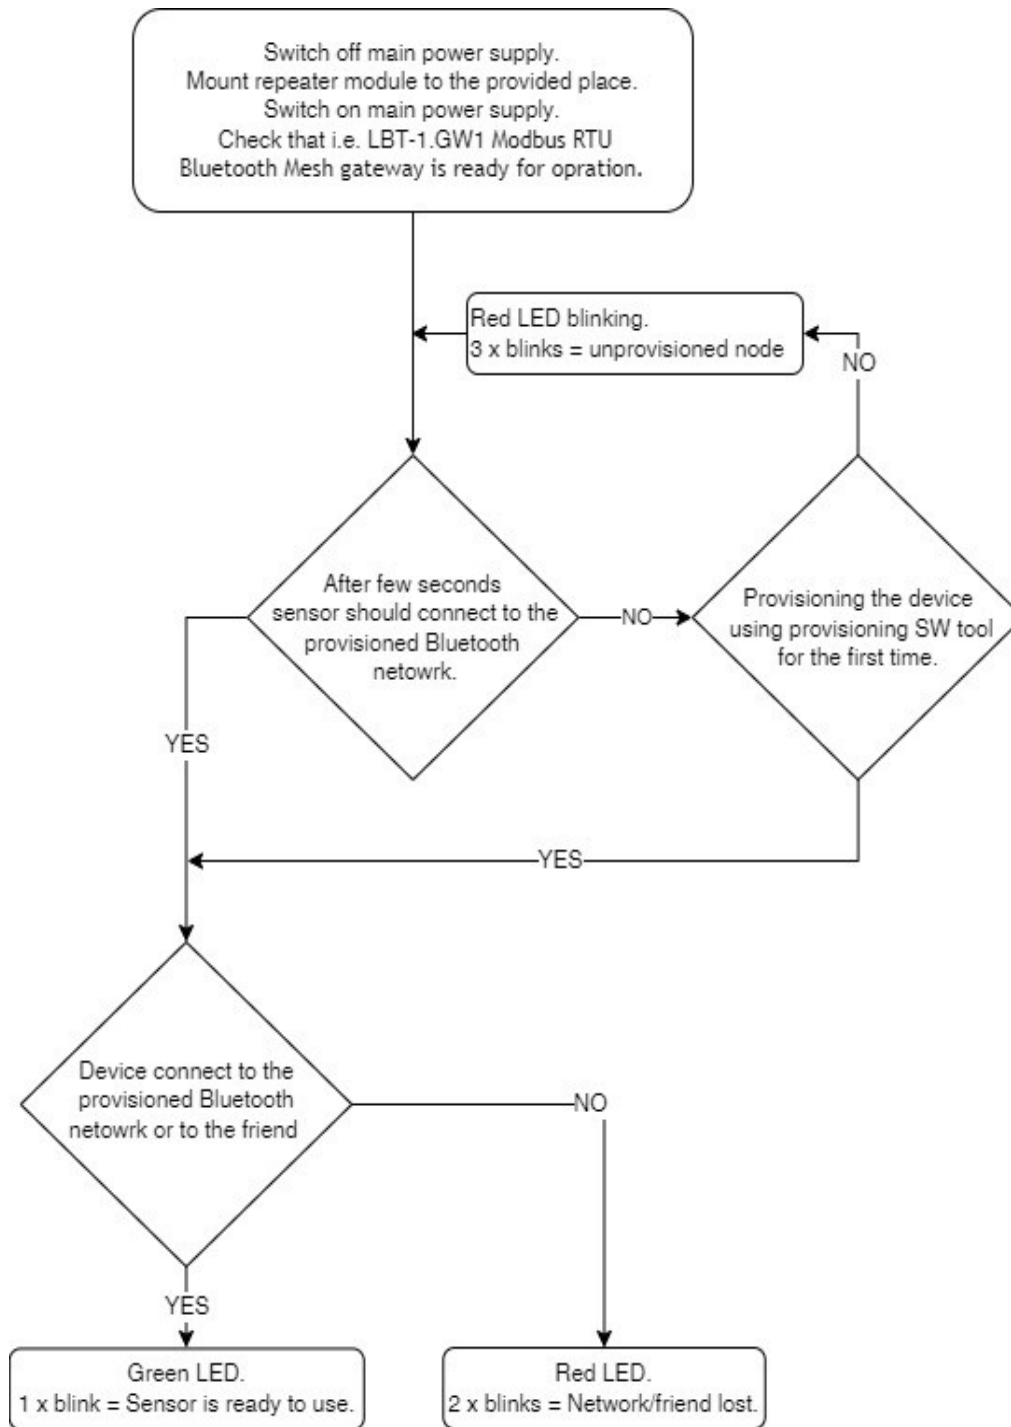 Switch off main power supply.
Mount repeater module to the provided place.
Switch on main power supply.
Check that i.e. LBT-1.GW1 Modbus RTU
Bluetooth Mesh gateway is ready for opration.
Red LED blinking.
3 x blinks = unprovisioned node
NO
After few seconds
sensor should connect to the
provisioned Bluetooth
netowrk.
NO
Provisioning the device
using provisioning SW tool
for the first time.
YES
YES
Device connect to the
provisioned Bluetooth
netowrk or to the friend
NO
YES
Green LED.
1 x blink = Sensor is ready to use.
Red LED.
2 x blinks = Network/friend lost.